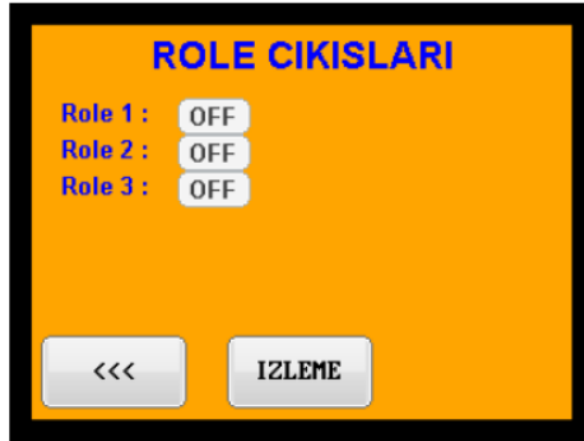 ROLE CIKISLARI
Role 1 : OFF
Role 2 : OFF
Role 3 : OFF
<<< IZLEME